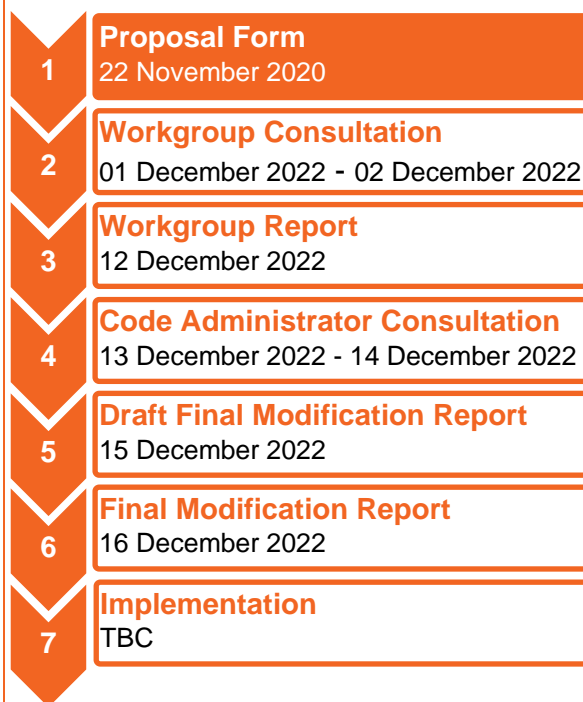 1
Proposal Form
22 November 2020
2
Workgroup Consultation
01 December 2022 - 02 December 2022
3
Workgroup Report
12 December 2022
4
Code Administrator Consultation
13 December 2022 - 14 December 2022
5
Draft Final Modification Report
15 December 2022
6
Final Modification Report
16 December 2022
7
Implementation
TBC